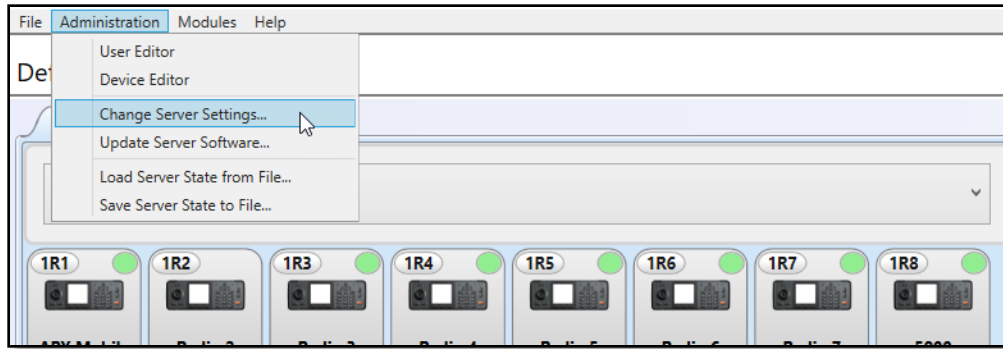 File Administration Modules Help
User Editor
Device Editor
Change Server Settings...
Update Server Software...
Load Server State from File...
Save Server State to File...
1R1 1R2 1R3 1R4 1R5 1R6 1R7 1R8